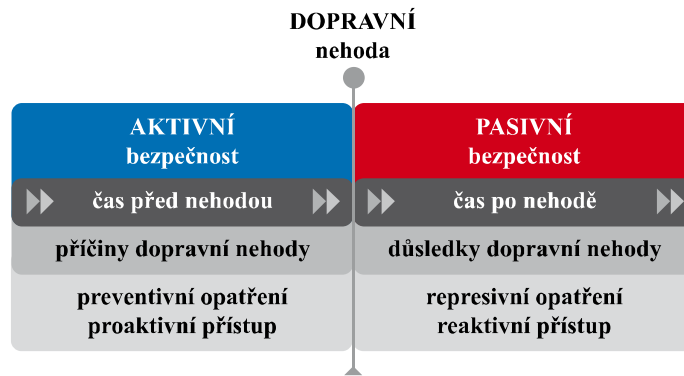 DOPRAVNÍ
nehoda
AKTIVNÍ
bezpečnost
čas před nehodou
příčiny dopravní nehody
preventivní opatření
proaktivní přístup
PASIVNÍ
bezpečnost
čas po nehodě
důsledky dopravní nehody
represivní opatření
reaktivní přístup